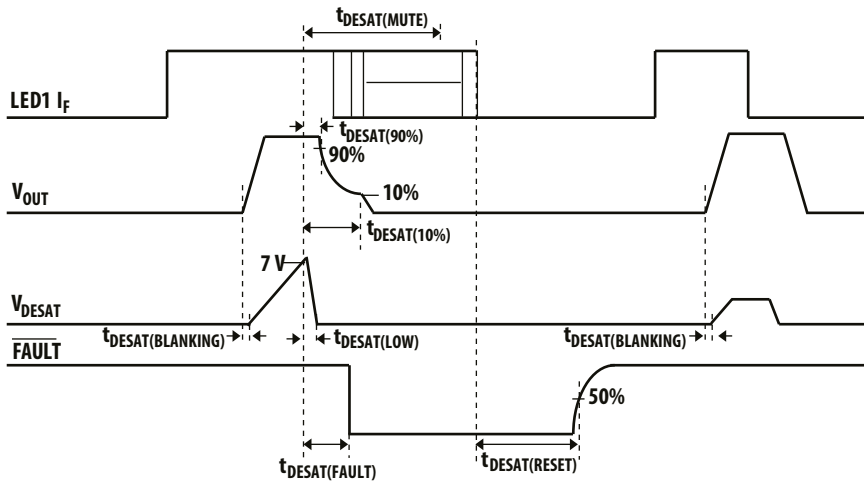 tDESAT(MUTE)
LED1 IF
tDESAT(90%)
90%
VOUT
10%
tDESAT(10%)
7 V
VDESAT
tDESAT(BLANKING)
tDESAT(LOW)
tDESAT(BLANKING)
FAULT
50%
tDESAT(FAULT)
tDESAT(RESET)